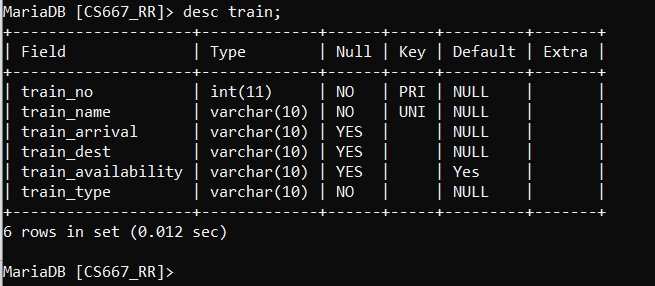 MariaDB [CS667_RR]> desc train;
+--------------------+-------------+------+-----+---------+-------+
| Field              | Type        | Null | Key | Default | Extra |
+--------------------+-------------+------+-----+---------+-------+
| train_no           | int(11)     | NO   | PRI | NULL    |       |
| train_name         | varchar(10) | NO   | UNI | NULL    |       |
| train_arrival      | varchar(10) | YES  |     | NULL    |       |
| train_dest         | varchar(10) | YES  |     | NULL    |       |
| train_availability | varchar(10) | YES  |     | Yes     |       |
| train_type         | varchar(10) | NO   |     | NULL    |       |
+--------------------+-------------+------+-----+---------+-------+
6 rows in set (0.012 sec)
MariaDB [CS667_RR]>